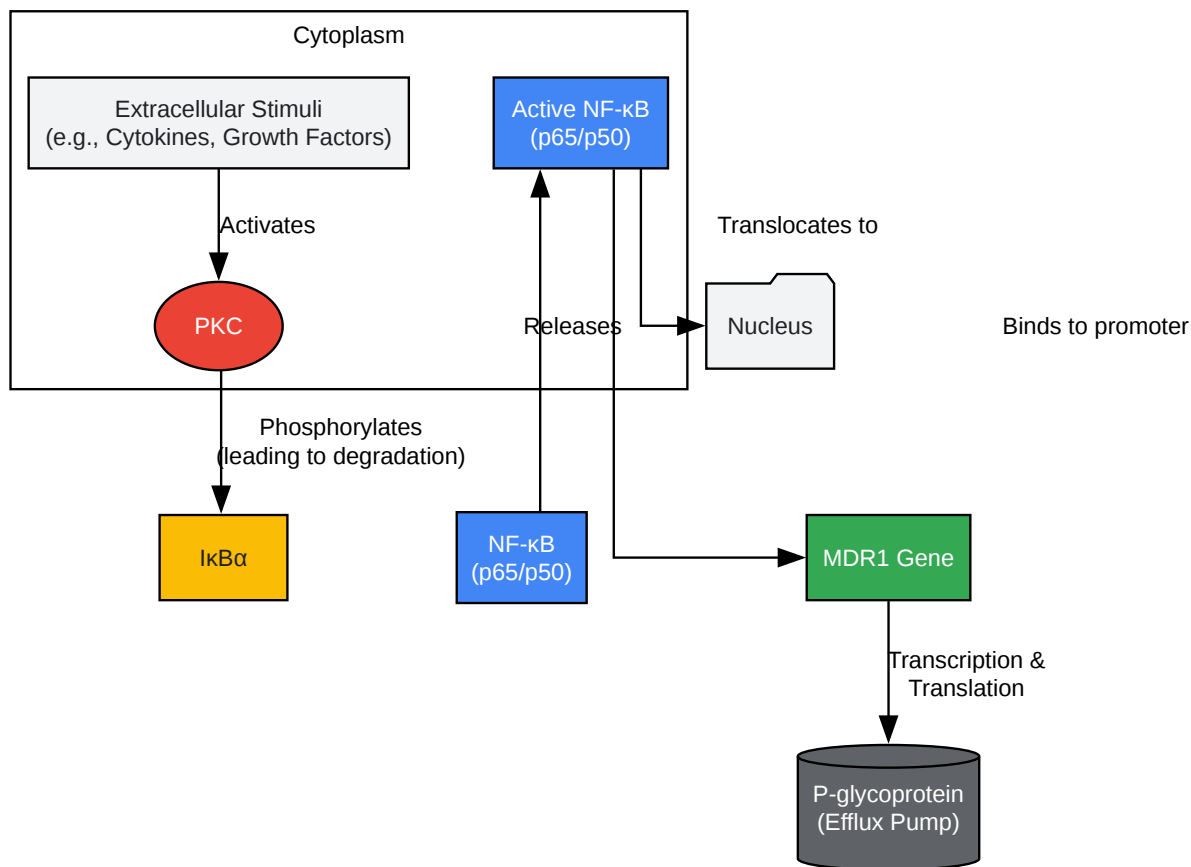 Cytoplasm
Extracellular Stimuli
(e.g., Cytokines, Growth Factors)
Active NF-κB
(p65/p50)
Activates
Translocates to
PKC
Releases
Nucleus
Binds to promoter
Phosphorylates
(leading to degradation)
IκBα
NF-κB
(p65/p50)
MDR1 Gene
Transcription &
Translation
P-glycoprotein
(Efflux Pump)